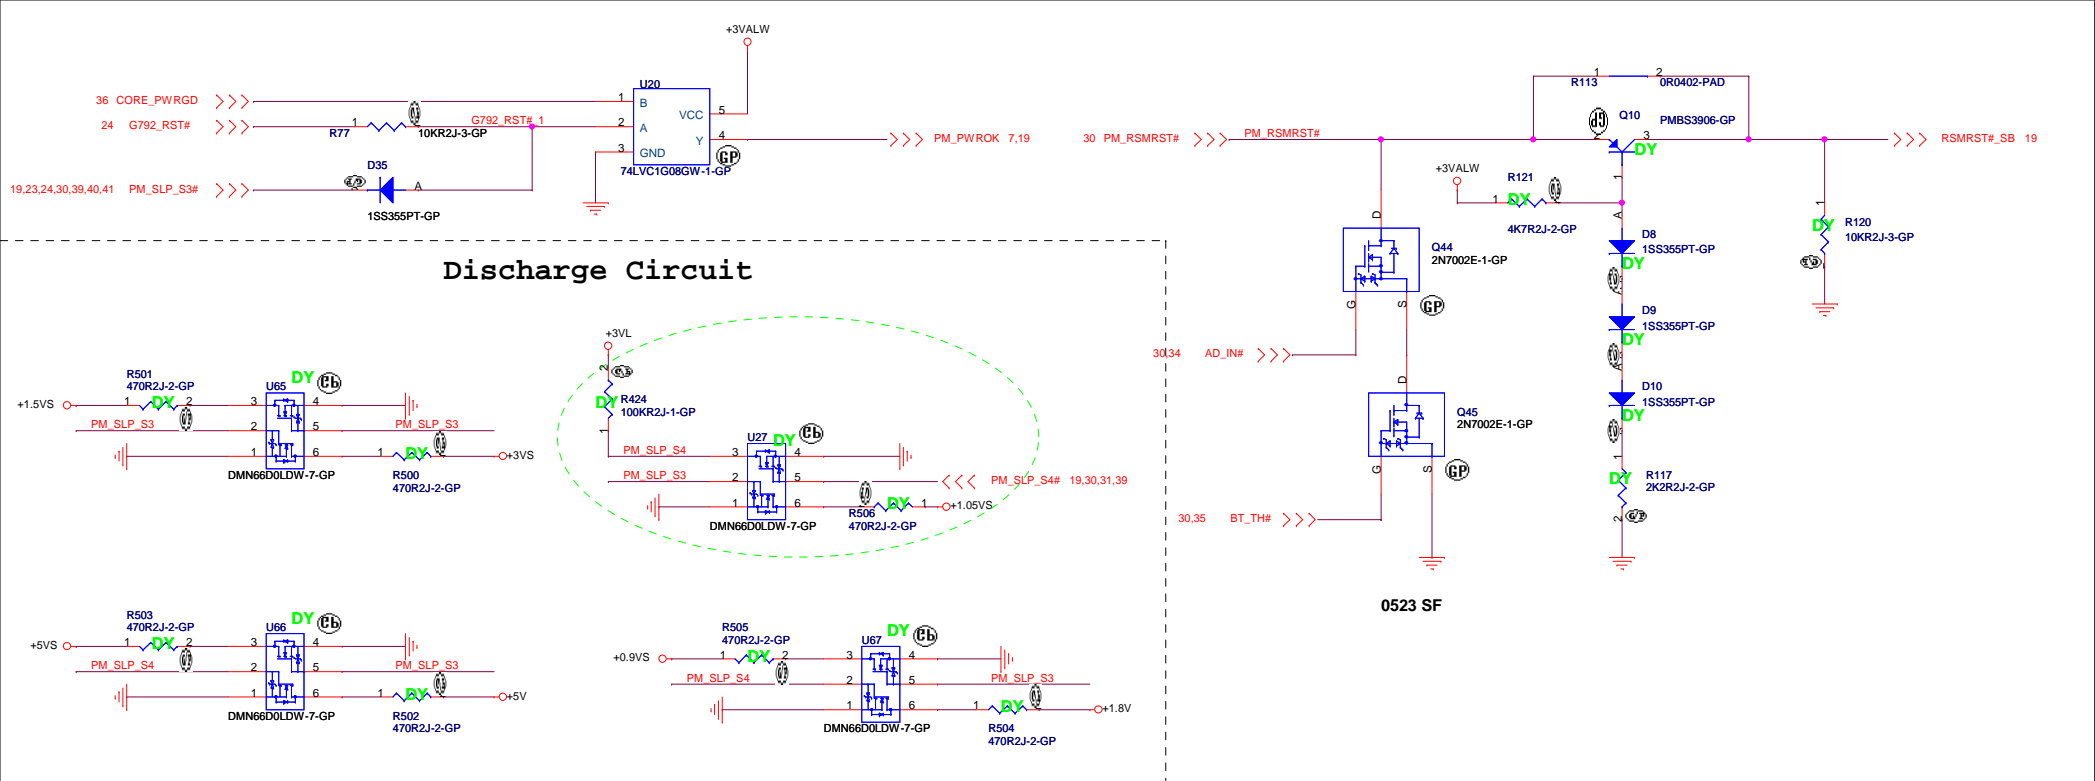 +3VALW
U20
36 CORE_PWRGD
1 B
VCC 5
24 G792_RST#
R77
1
10KR2J-3-GP
G792_RST#_1
2 A
Y 4
PM_PWROK 7,19
3 GND
GP
74LVC1G08GW-1-GP
D35
19,23,24,30,39,40,41 PM_SLP_S3#
A
1SS355PT-GP
R113
1
2
0R0402-PAD
Q10
PMBS3906-GP
30 PM_RSMRST#
PM_RSMRST#
2
3
DY
1
RSMRST#_SB 19
+3VALW
R121
1
DY
4K7R2J-2-GP
A
D8
1SS355PT-GP
DY
1
DY
R120
10KR2J-3-GP
D
Q44
2N7002E-1-GP
G
S
GP
A
D9
1SS355PT-GP
DY
30,34 AD_IN#
A
D10
1SS355PT-GP
DY
D
Q45
2N7002E-1-GP
G
S
GP
1
DY
R117
2K2R2J-2-GP
2
30,35 BT_TH#
0523 SF
Discharge Circuit
R501
470R2J-2-GP
+1.5VS
1
DY
2
U65
DY
3
4
PM_SLP_S3
2
5
PM_SLP_S3
1
6
1
DY
+3VS
DMN66D0LDW-7-GP
R500
470R2J-2-GP
+3VL
2
DY
R424
100KR2J-1-GP
1
U27
DY
PM_SLP_S4
3
4
PM_SLP_S3
2
5
PM_SLP_S4# 19,30,31,39
1
6
DY
1
+1.05VS
DMN66D0LDW-7-GP
R506
470R2J-2-GP
R503
470R2J-2-GP
+5VS
1
DY
2
U66
DY
3
4
PM_SLP_S4
2
5
PM_SLP_S3
1
6
1
DY
+5V
DMN66D0LDW-7-GP
R502
470R2J-2-GP
R505
470R2J-2-GP
+0.9VS
1
DY
2
U67
DY
3
4
PM_SLP_S4
2
5
PM_SLP_S3
1
6
1
DY
+1.8V
DMN66D0LDW-7-GP
R504
470R2J-2-GP